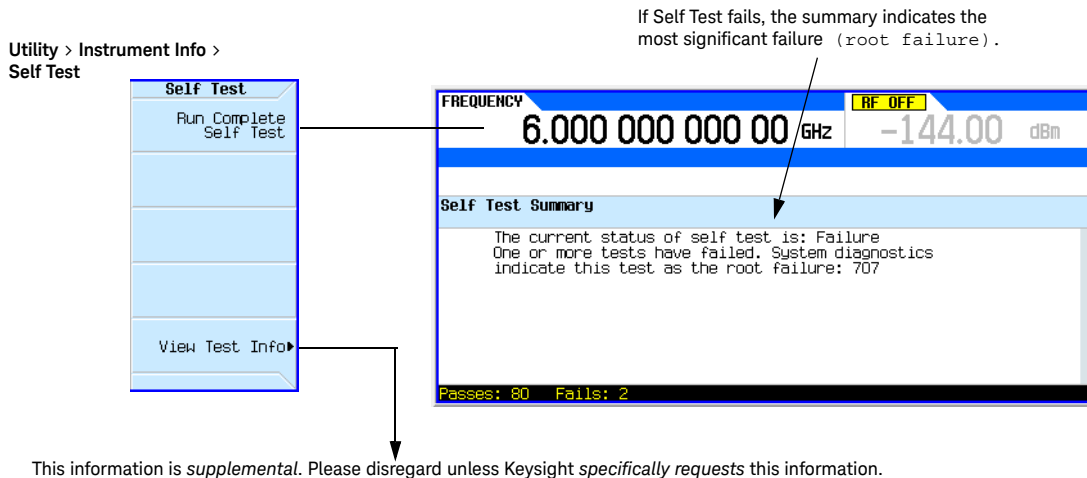 If Self Test fails, the summary indicates the
most significant failure (root failure).
Utility > Instrument Info >
Self Test
Self Test
Run Complete
Self Test
View Test Info
FREQUENCY
6.000 000 000 00 GHz
RF OFF
-144.00 dBm
Self Test Summary
The current status of self test is: Failure
One or more tests have failed. System diagnostics
indicate this test as the root failure: 707
Passes: 80 Fails: 2
This information is supplemental. Please disregard unless Keysight specifically requests this information.